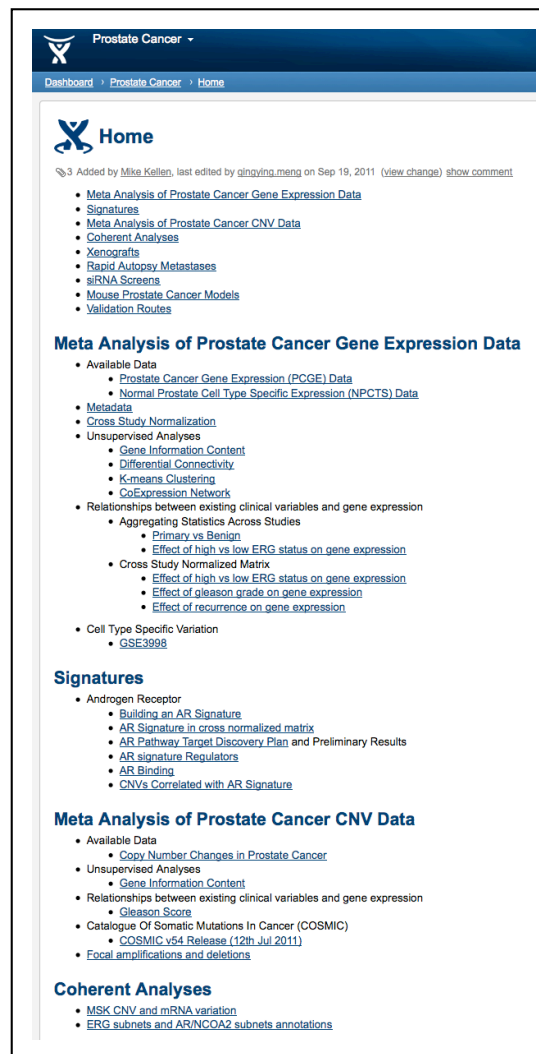 Prostate Cancer
Dashboard > Prostate Cancer > Home
Home
3 Added by Mike Kellen, last edited by qingying.meng on Sep 19, 2011 (view change) show comment
• Meta Analysis of Prostate Cancer Gene Expression Data
• Signatures
• Meta Analysis of Prostate Cancer CNV Data
• Coherent Analyses
• Xenografts
• Rapid Autopsy Metastases
• siRNA Screens
• Mouse Prostate Cancer Models
• Validation Routes
Meta Analysis of Prostate Cancer Gene Expression Data
• Available Data
• Prostate Cancer Gene Expression (PCGE) Data
• Normal Prostate Cell Type Specific Expression (NPCTS) Data
• Metadata
• Cross Study Normalization
• Unsupervised Analyses
• Gene Information Content
• Differential Connectivity
• K-means Clustering
• CoExpression Network
• Relationships between existing clinical variables and gene expression
• Aggregating Statistics Across Studies
• Primary vs Benign
• Effect of high vs low ERG status on gene expression
• Cross Study Normalized Matrix
• Effect of high vs low ERG status on gene expression
• Effect of gleason grade on gene expression
• Effect of recurrence on gene expression
• Cell Type Specific Variation
• GSE3998
Signatures
• Androgen Receptor
• Building an AR Signature
• AR Signature in cross normalized matrix
• AR Pathway Target Discovery Plan and Preliminary Results
• AR signature Regulators
• AR Binding
• CNVs Correlated with AR Signature
Meta Analysis of Prostate Cancer CNV Data
• Available Data
• Copy Number Changes in Prostate Cancer
• Unsupervised Analyses
• Gene Information Content
• Relationships between existing clinical variables and gene expression
• Gleason Score
• Catalogue Of Somatic Mutations In Cancer (COSMIC)
• COSMIC v54 Release (12th Jul 2011)
• Focal amplifications and deletions
Coherent Analyses
• MSK CNV and mRNA variation
• ERG subnets and AR/NCOA2 subnets annotations